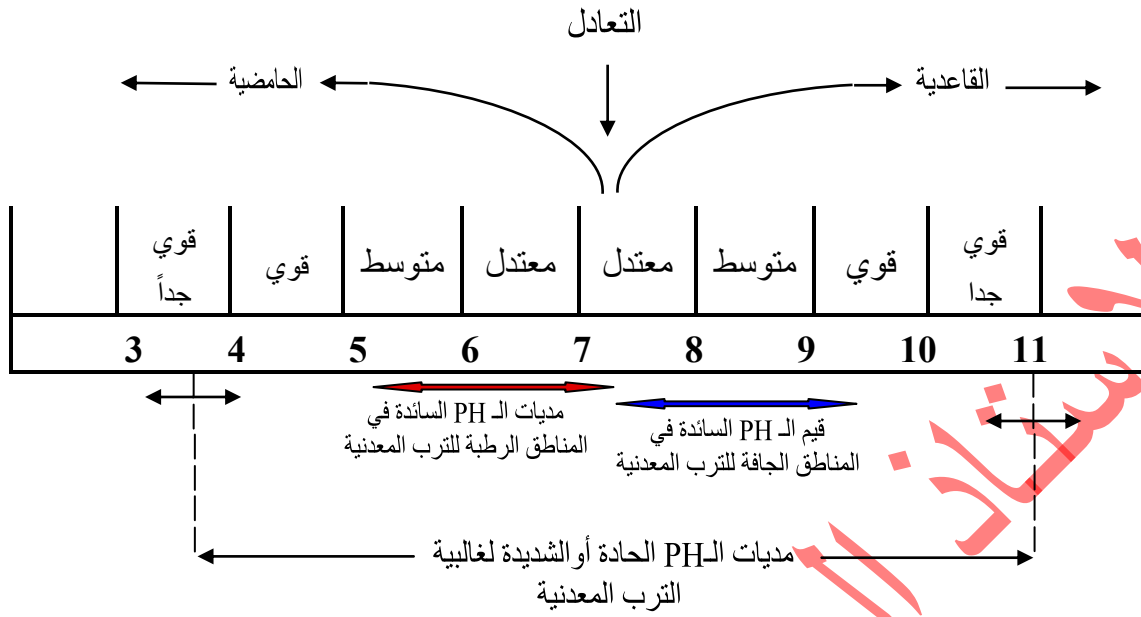 التعادل
القاعدية
الحامضية
قوي جداً
قوي
متوسط
معتدل
معتدل
متوسط
قوي
قوي جدا
3 4 5 6 7 8 9 10 11
مديات الـ PH السائدة في
المناطق الرطبة للترب المعدنية
قيم الـ PH السائدة في
المناطق الجافة للترب المعدنية
مديات الـPH الحادة أوالشديدة لغالبية
الترب المعدنية